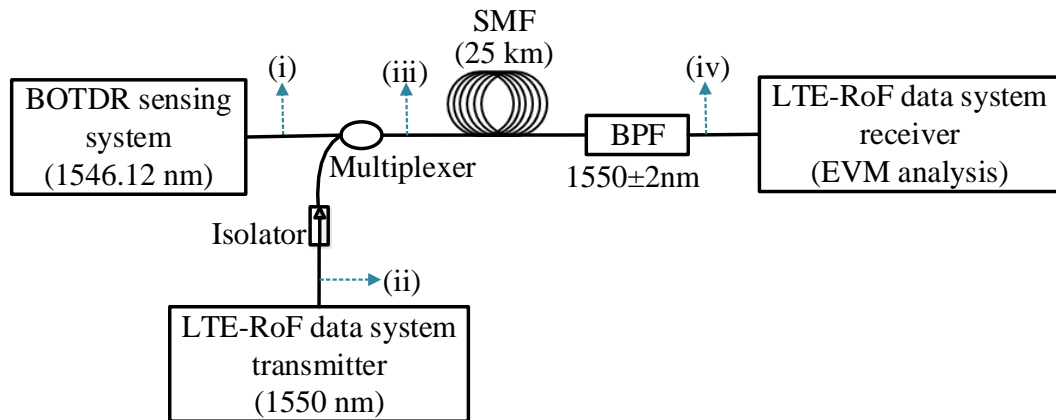 SMF
(25 km)
(i)
(iii)
(iv)
BOTDR sensing
system
(1546.12 nm)
Multiplexer
BPF
1550±2nm
LTE-RoF data system
receiver
(EVM analysis)
Isolator
(ii)
LTE-RoF data system
transmitter
(1550 nm)